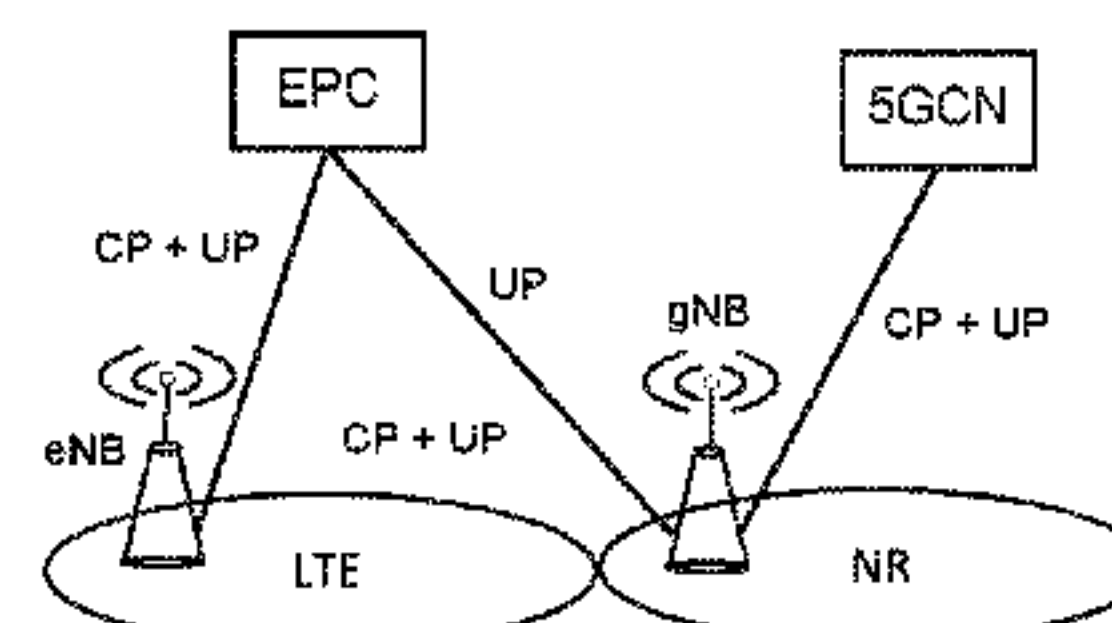 EPC
5GCN
CP + UP
UP
gNB
CP + UP
eNB
CP + UP
LTE
NR